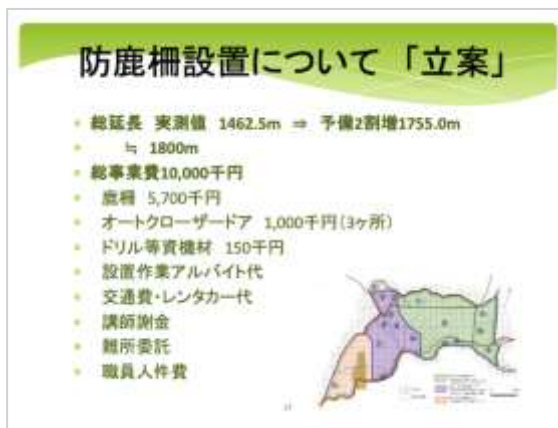 防鹿柵設置について 「立案」
総延長 実測値 1462.5m ⇒ 予備2割増1755.0m
≒ 1800m
総事業費10,000千円
鹿柵 5,700千円
オートクローザードア 1,000千円(3ヶ所)
ドリル等資機材 150千円
設置作業アルバイト代
交通費・レンタカー代
講師謝金
難所委託
職員人件費